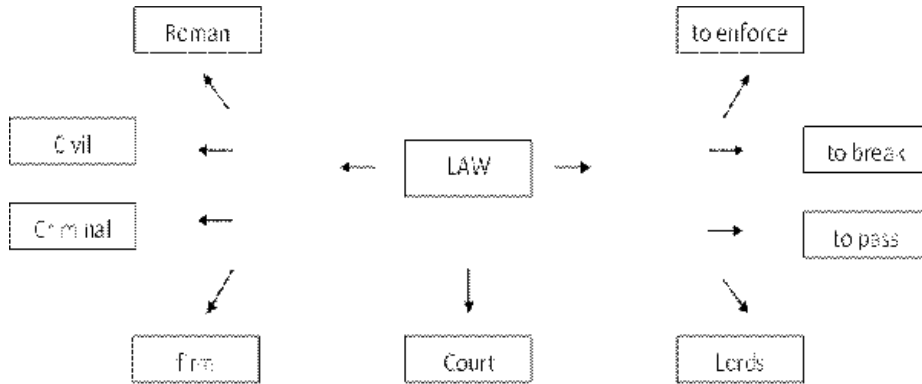 Roman
to enforce
Civil
LAW
to break
Criminal
to pass
firm
Court
Lords